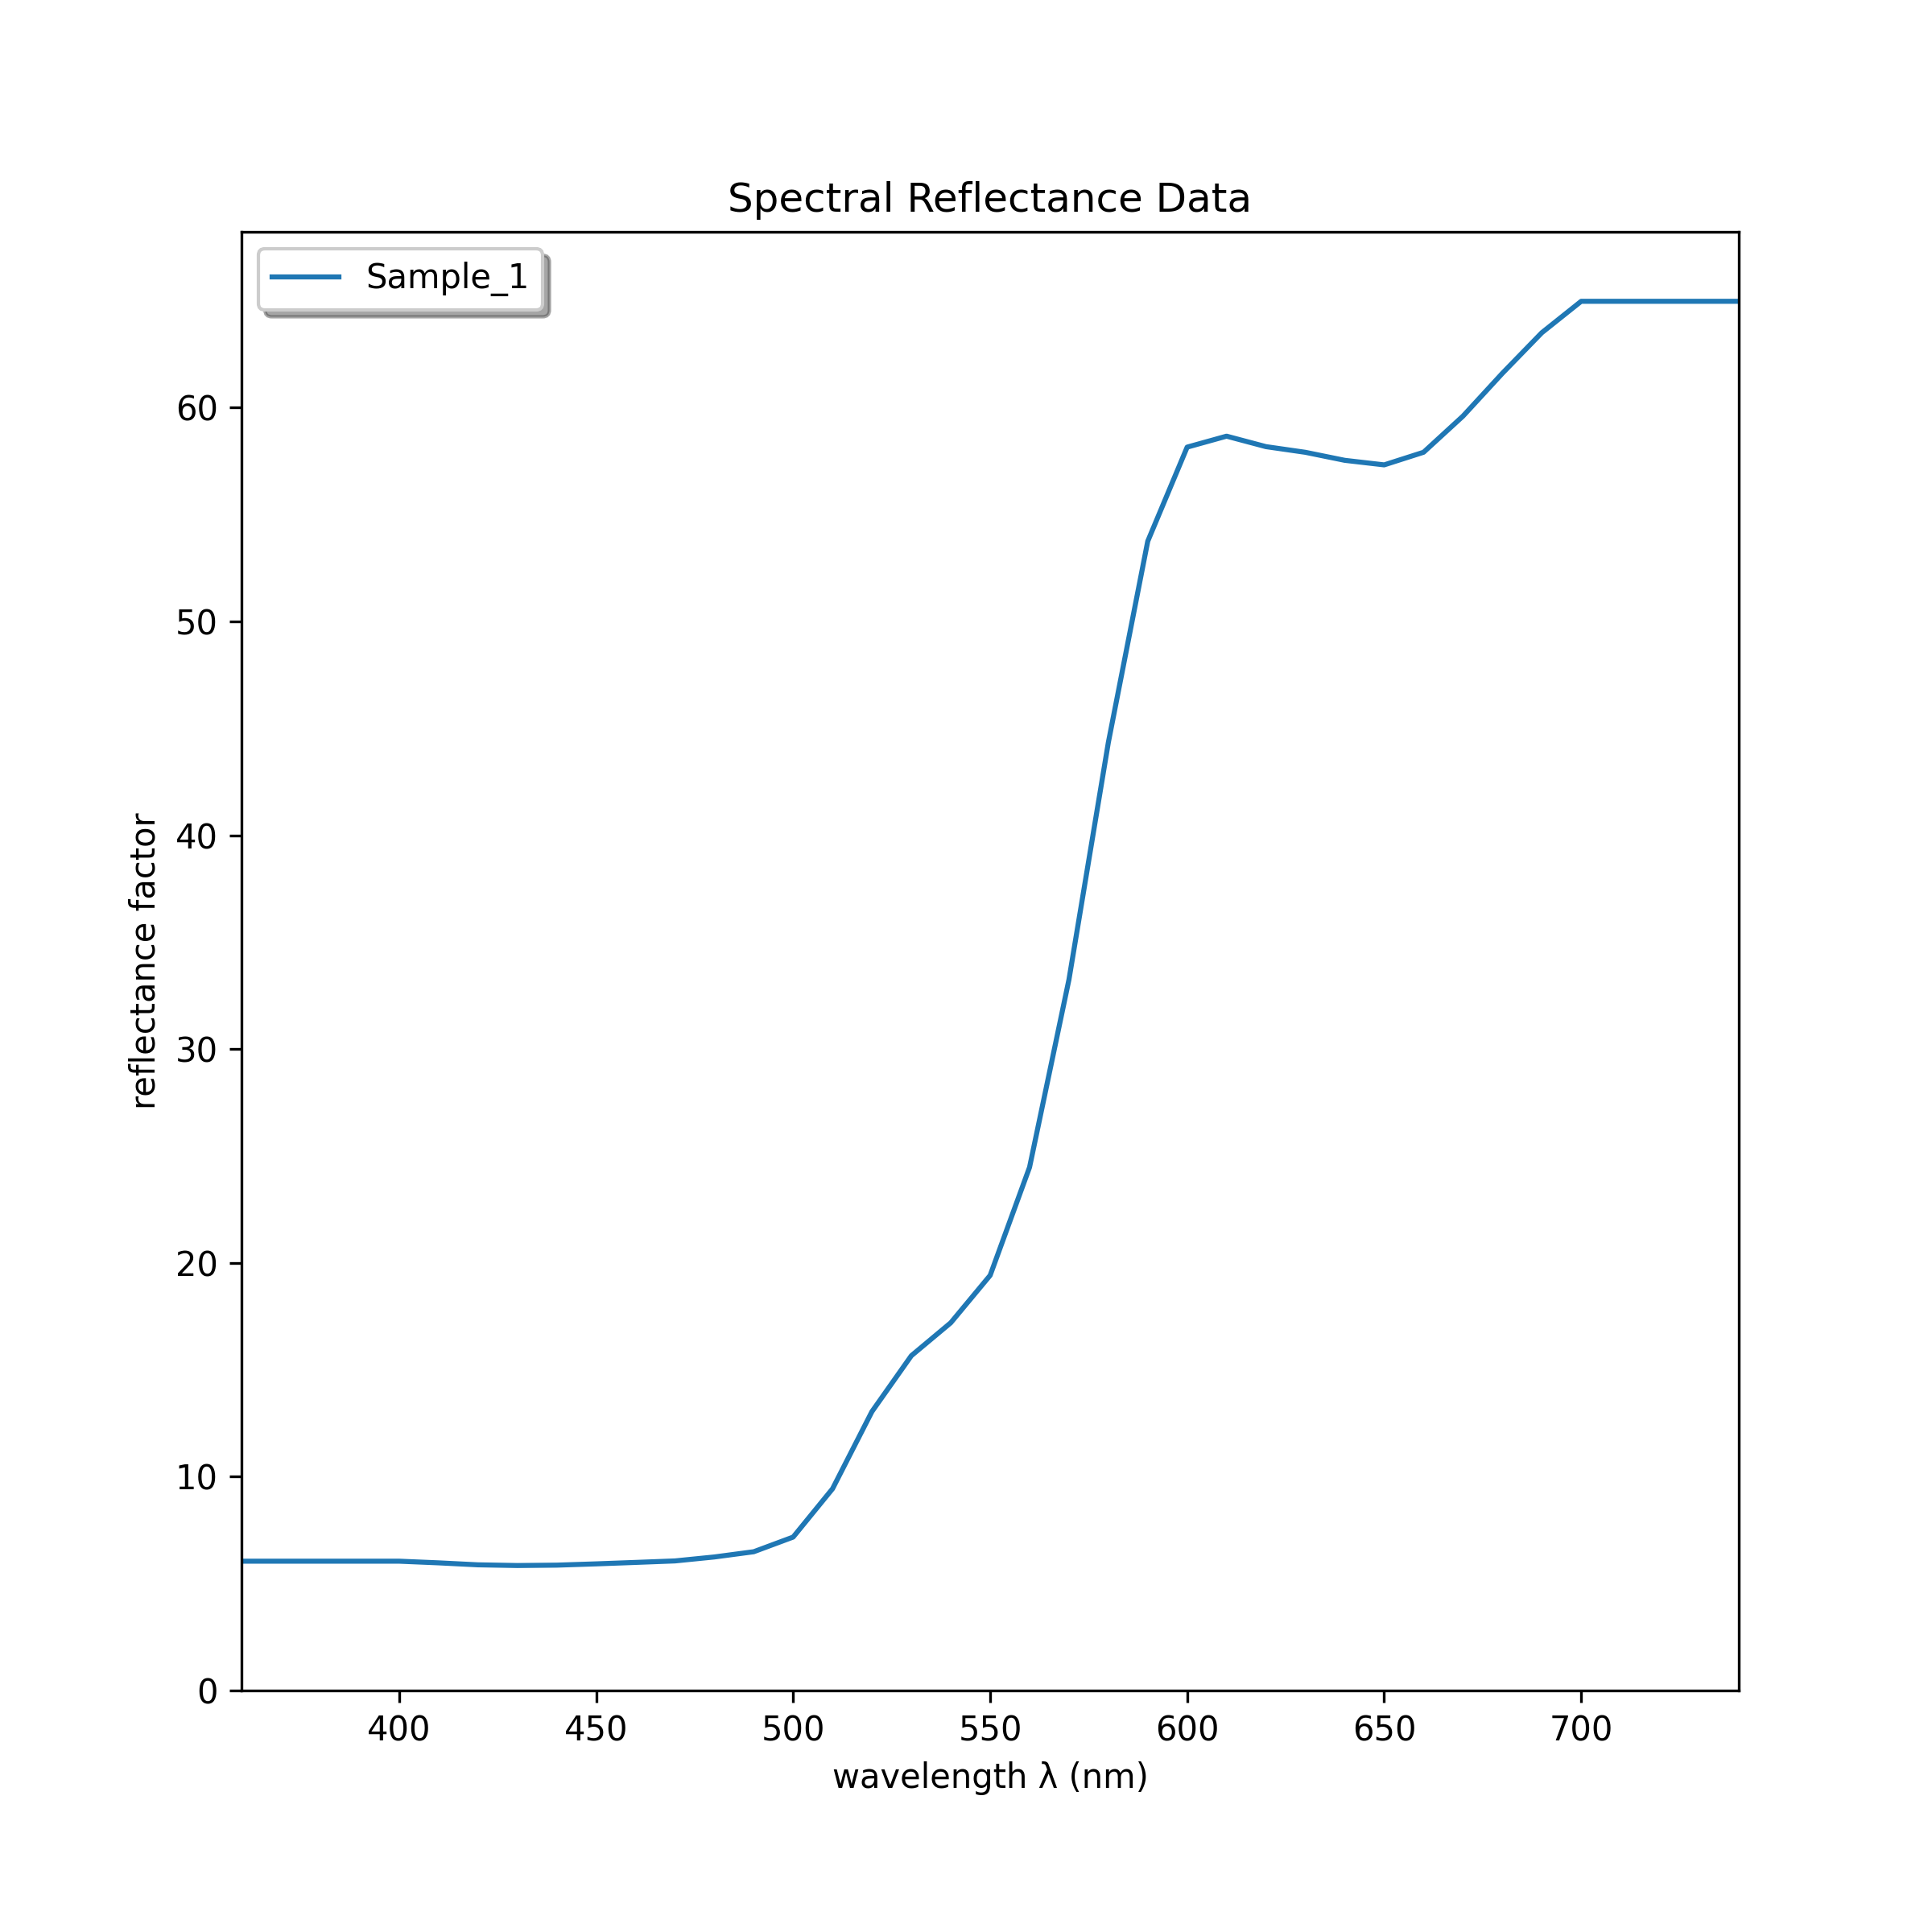 Spectral Reflectance Data
Sample_1
60
50
40
30
20
10
0
reflectance factor
400 450 500 550 600 650 700
wavelength λ (nm)